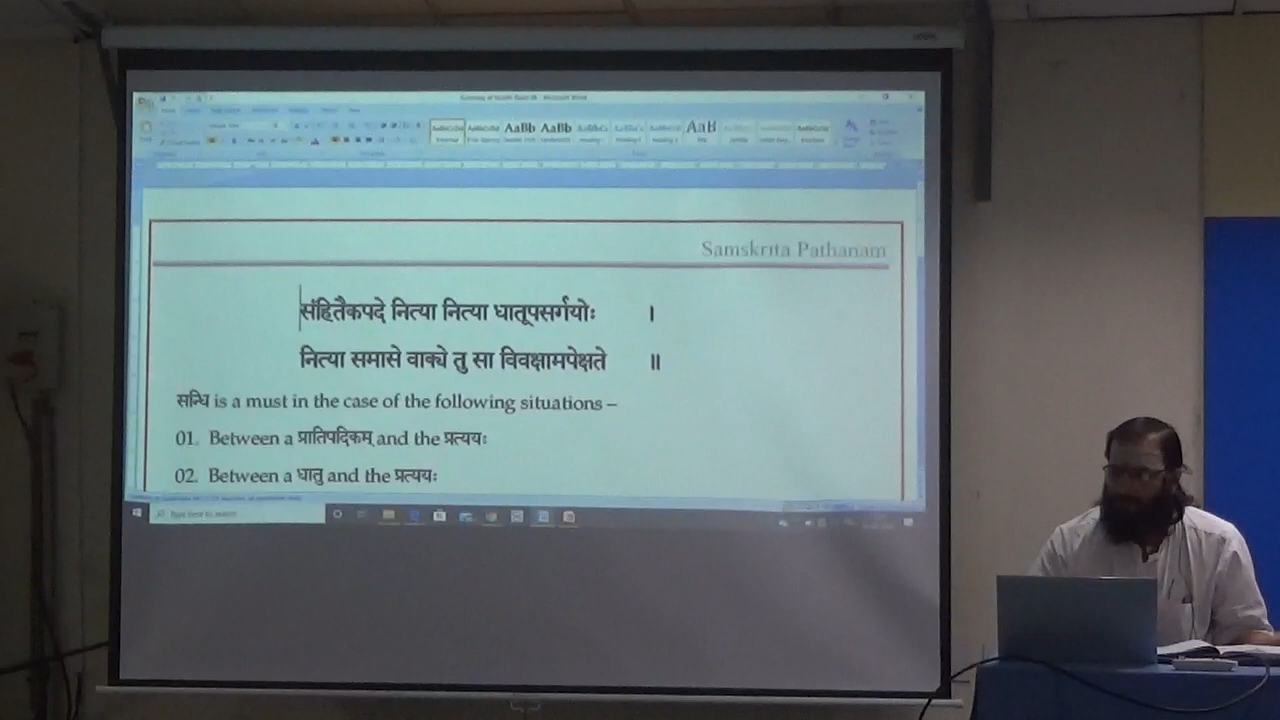 Samskrita Pathanam
संहितैकपदे नित्या नित्या धातूपसर्गयोः ।
नित्या समासे वाक्ये तु सा विवक्षामपेक्षते ॥
सन्धि is a must in the case of the following situations –
01. Between a प्रातिपदिकम् and the प्रत्ययः
02. Between a धातु and the प्रत्ययः